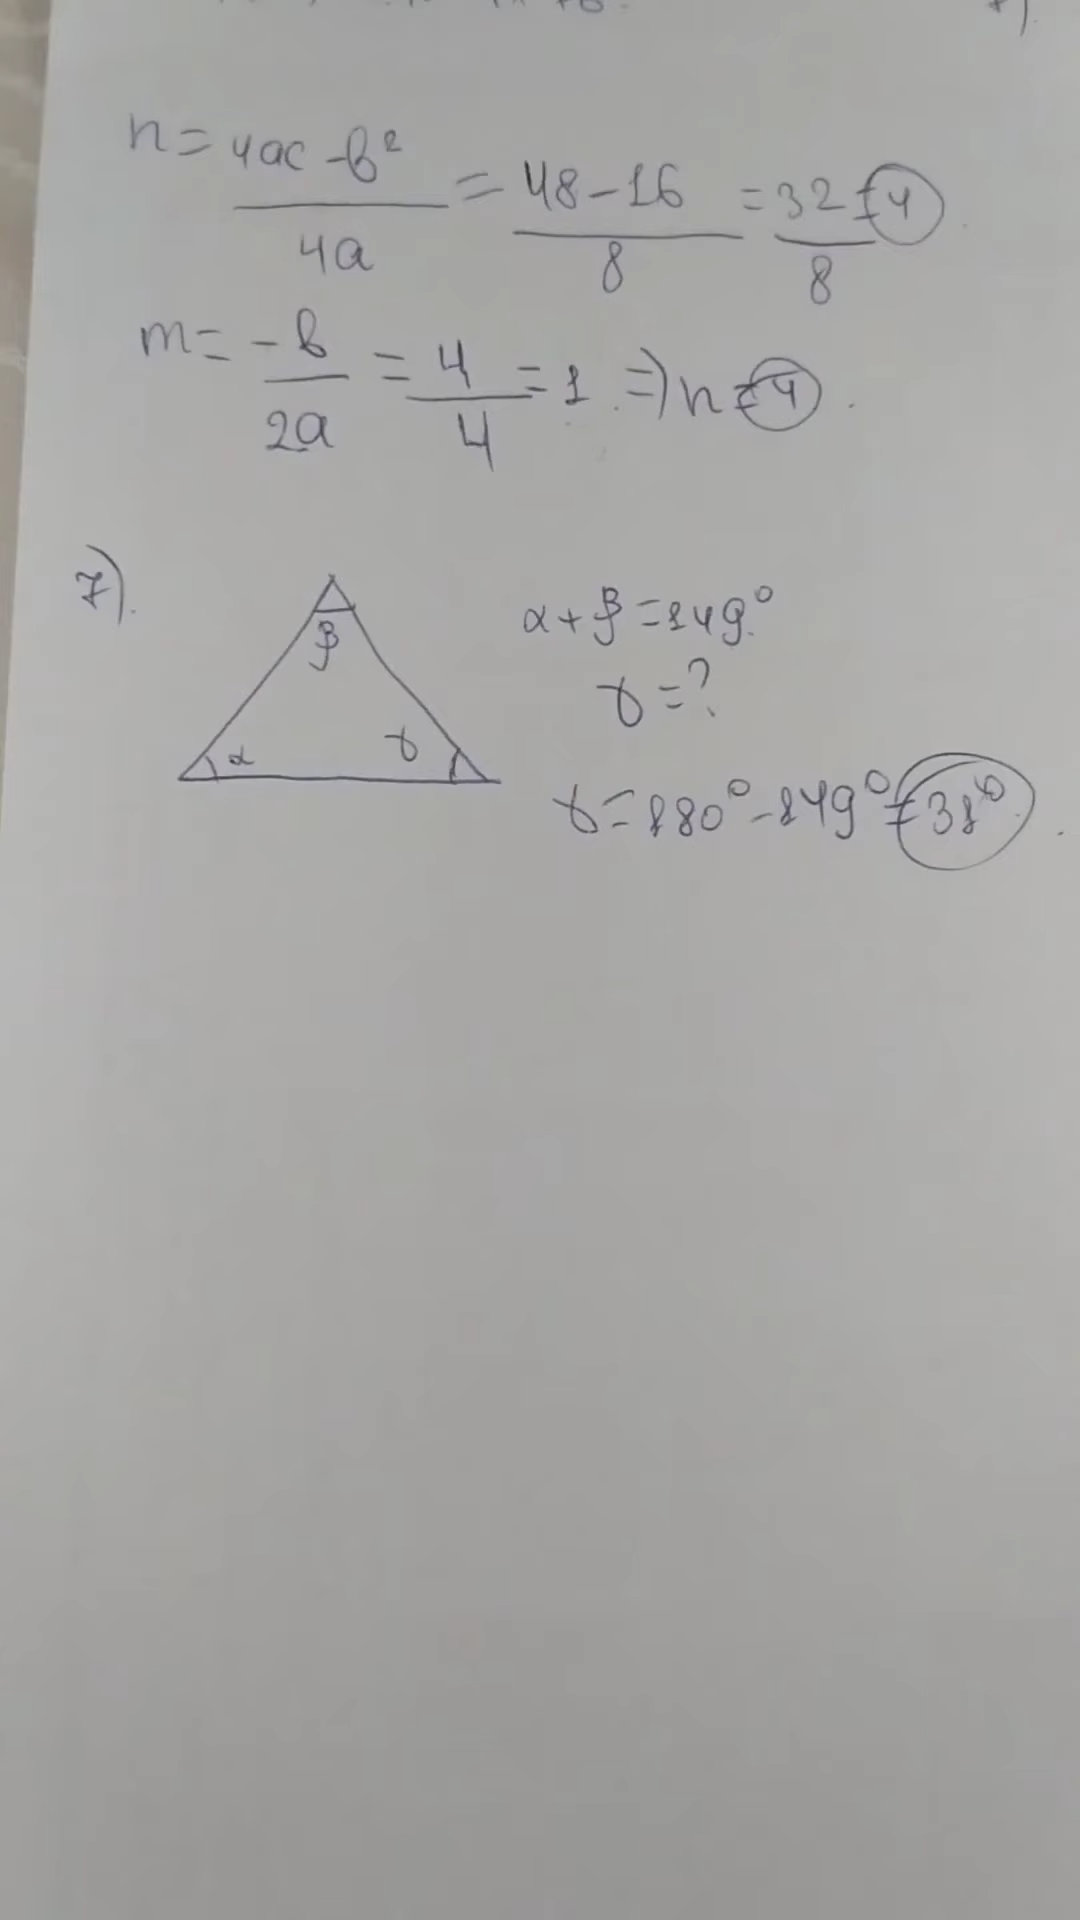 n = 4ac - b² / 4a = 48 - 16 / 8 = 32 / 8 = 4
m = -b / 2a = 4 / 4 = 1 ⇒ n = 4.
7).
β
α γ
α + β = 149°
γ = ?
γ = 180° - 149° = 31°.